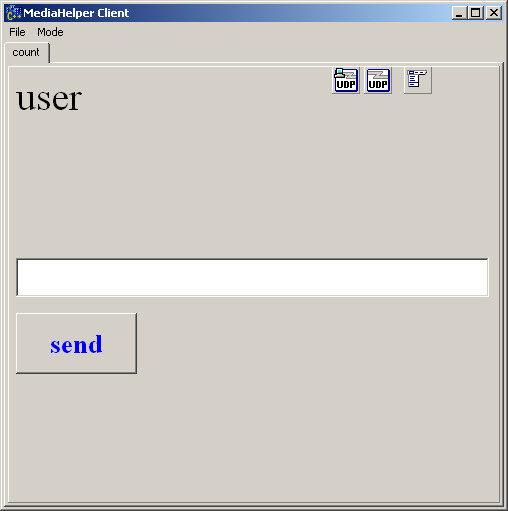 MediaHelper Client
File Mode
count
user
UDP UDP
send